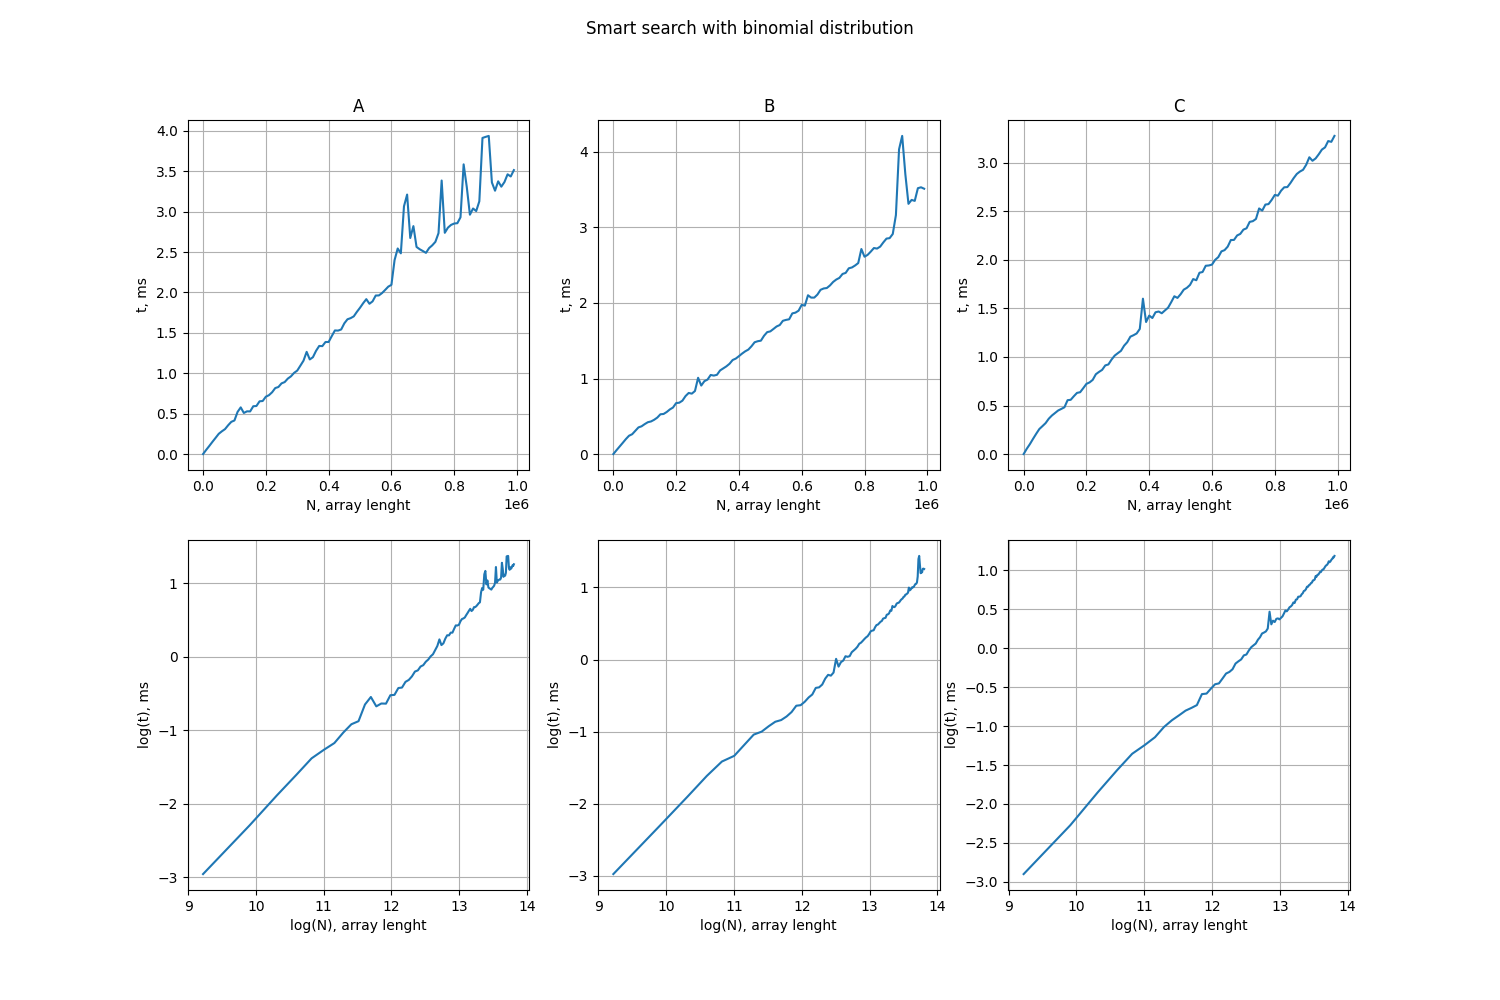 Smart search with binomial distribution
A
B
C
4.0
3.5
3.0
2.5
2.0
1.5
1.0
0.5
0.0
t, ms
0.0 0.2 0.4 0.6 0.8 1.0
1e6
N, array lenght
4
3
2
1
0
t, ms
0.0 0.2 0.4 0.6 0.8 1.0
1e6
N, array lenght
3.0
2.5
2.0
1.5
1.0
0.5
0.0
t, ms
0.0 0.2 0.4 0.6 0.8 1.0
1e6
N, array lenght
1
0
−1
−2
−3
log(t), ms
9 10 11 12 13 14
log(N), array lenght
1
0
−1
−2
−3
log(t), ms
9 10 11 12 13 14
log(N), array lenght
1.0
0.5
0.0
−0.5
−1.0
−1.5
−2.0
−2.5
−3.0
log(t), ms
9 10 11 12 13 14
log(N), array lenght